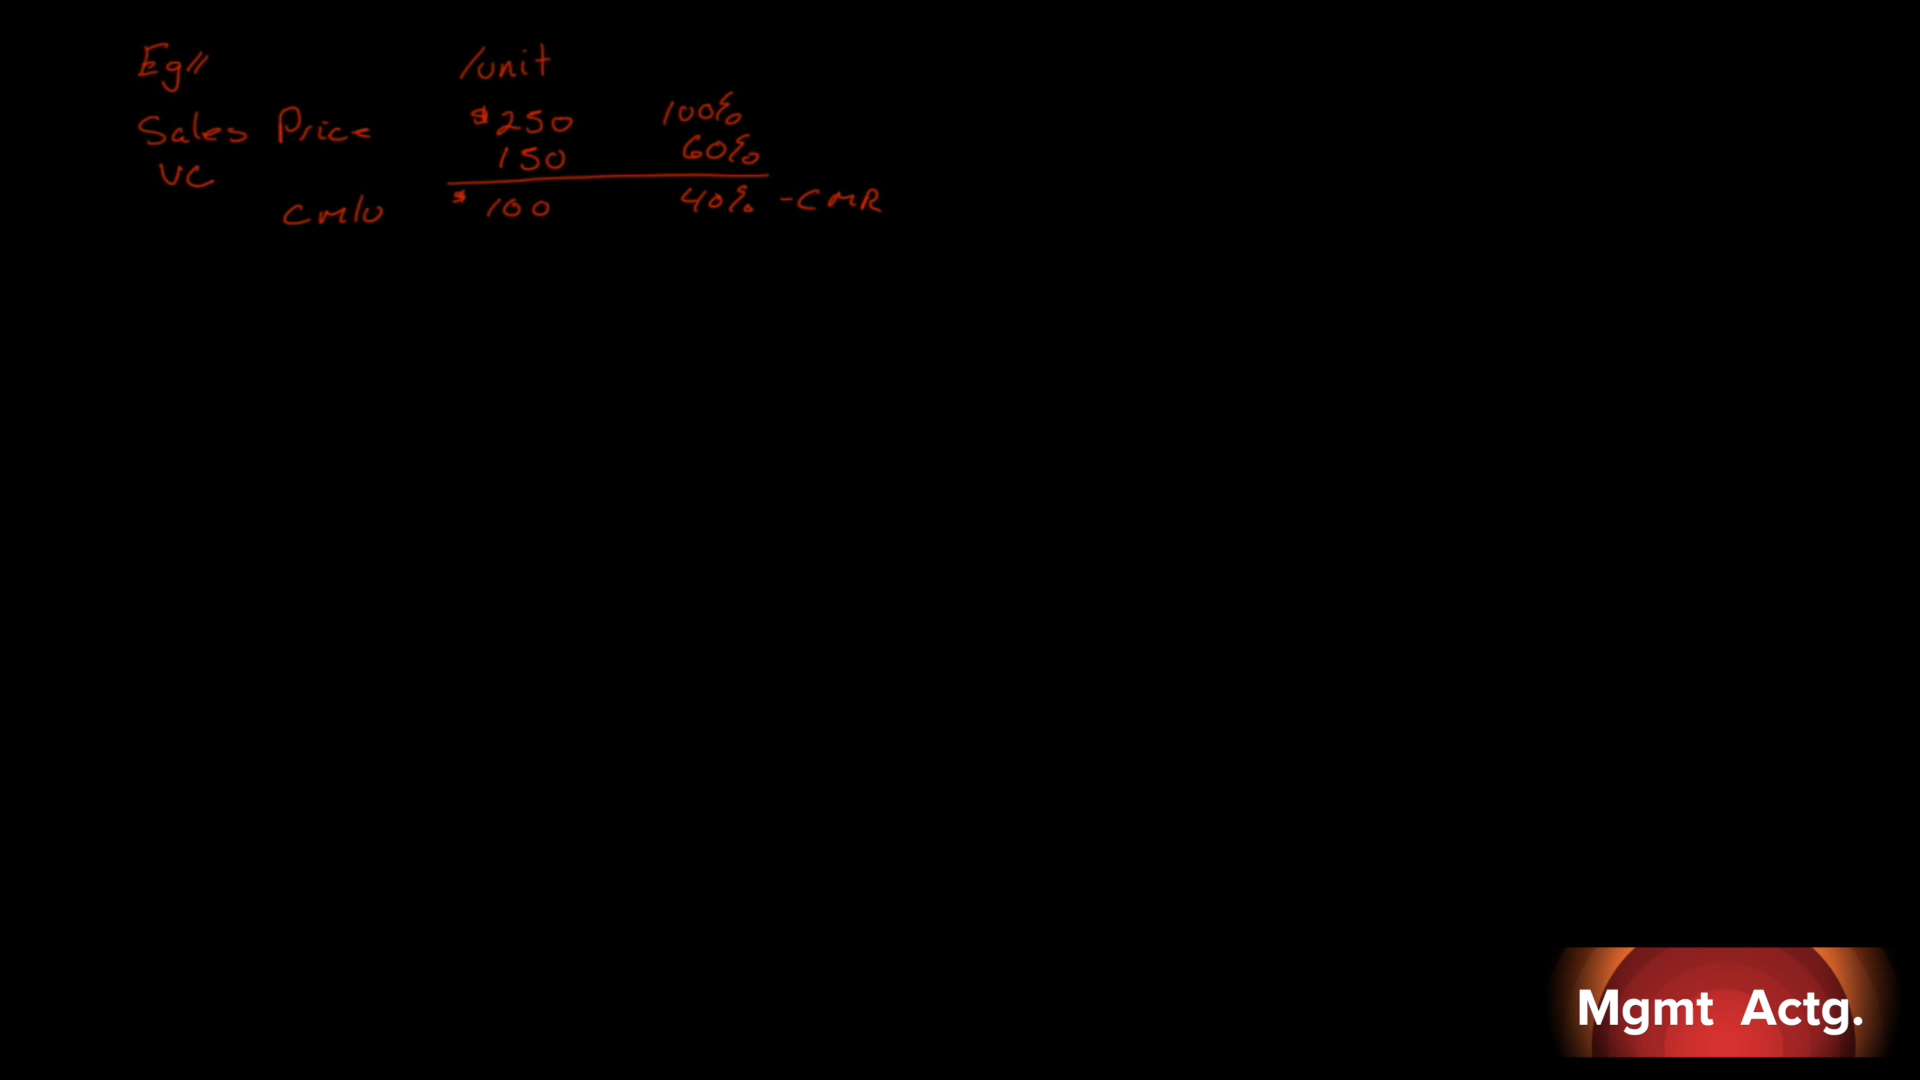 Eg// /unit
Sales Price $250 100%
VC 150 60%
CM/U $100 40% - CMR
Mgmt Actg.